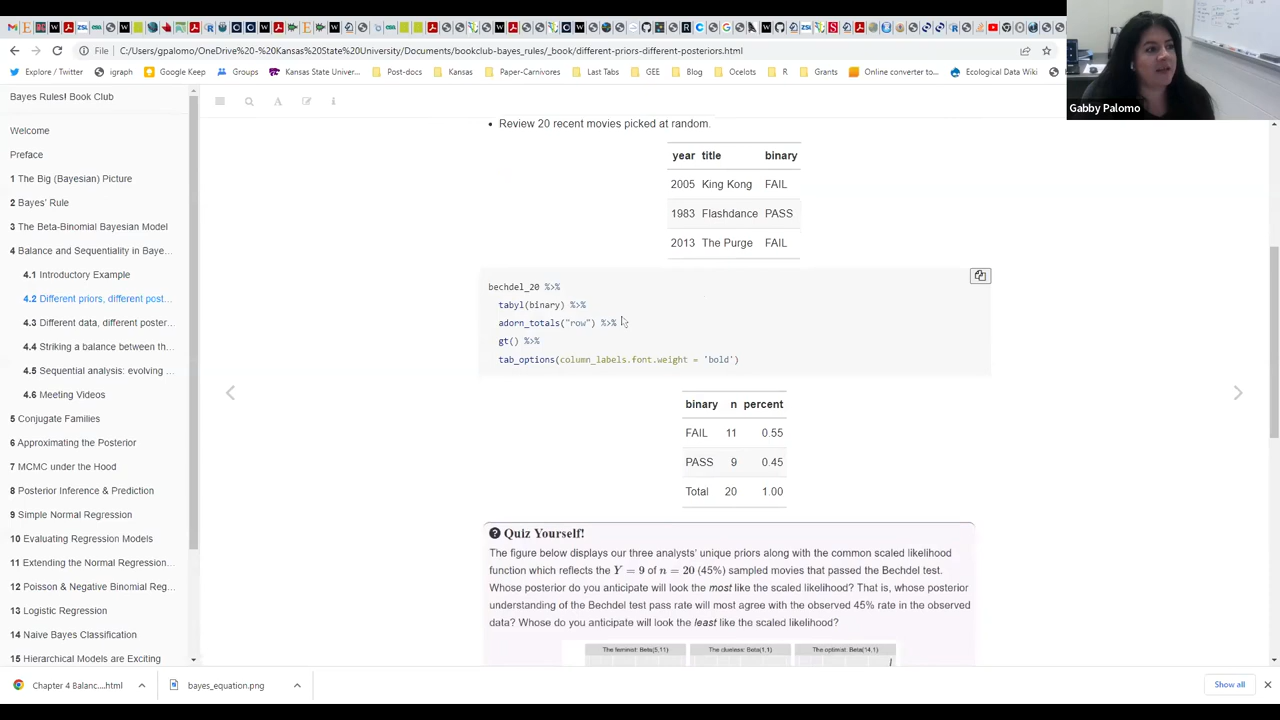 File
C:/Users/gpalomo/OneDrive%20-%20Kansas%20State%20University/Documents/bookclub-bayes_rules/_book/different-priors-different-posteriors.html
Explore / Twitter
igraph
Google Keep
Groups
Kansas State Univer...
Post-docs
Kansas
Paper-Carnivores
Last Tabs
GEE
Blog
Ocelots
R
Grants
Online converter to...
Ecological Data Wiki
Gabby Palomo
Bayes Rules! Book Club
Welcome
Preface
1 The Big (Bayesian) Picture
2 Bayes' Rule
3 The Beta-Binomial Bayesian Model
4 Balance and Sequentiality in Baye...
4.1 Introductory Example
4.2 Different priors, different post...
4.3 Different data, different poster...
4.4 Striking a balance between th...
4.5 Sequential analysis: evolving ...
4.6 Meeting Videos
5 Conjugate Families
6 Approximating the Posterior
7 MCMC under the Hood
8 Posterior Inference & Prediction
9 Simple Normal Regression
10 Evaluating Regression Models
11 Extending the Normal Regression...
12 Poisson & Negative Binomial Reg...
13 Logistic Regression
14 Naive Bayes Classification
15 Hierarchical Models are Exciting
• Review 20 recent movies picked at random.
year title binary
2005 King Kong FAIL
1983 Flashdance PASS
2013 The Purge FAIL
bechdel_20 %>%
tabyl(binary) %>%
adorn_totals("row") %>%
gt() %>%
tab_options(column_labels.font.weight = 'bold')
binary n percent
FAIL 11 0.55
PASS 9 0.45
Total 20 1.00
Quiz Yourself!
The figure below displays our three analysts' unique priors along with the common scaled likelihood
function which reflects the Y = 9 of n = 20 (45%) sampled movies that passed the Bechdel test.
Whose posterior do you anticipate will look the most like the scaled likelihood? That is, whose posterior
understanding of the Bechdel test pass rate will most agree with the observed 45% rate in the observed
data? Whose do you anticipate will look the least like the scaled likelihood?
The feminist: Beta(5,11)
The clueless: Beta(1,1)
The optimist: Beta(14,1)
Chapter 4 Balanc....html
bayes_equation.png
Show all